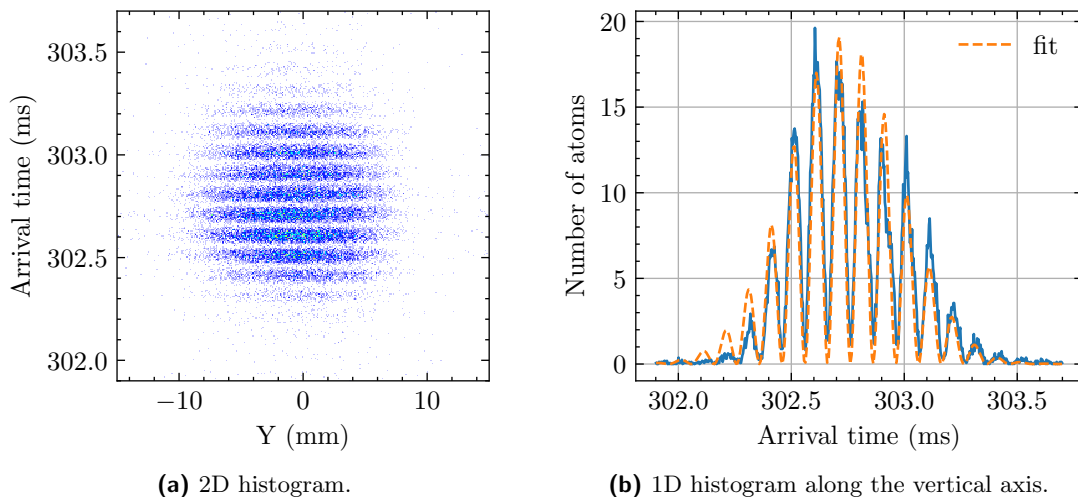 303.5
303.0
302.5
302.0
Arrival time (ms)
−10
0
10
Y (mm)
(a) 2D histogram.
20
15
10
5
0
Number of atoms
fit
302.0
302.5
303.0
303.5
Arrival time (ms)
(b) 1D histogram along the vertical axis.